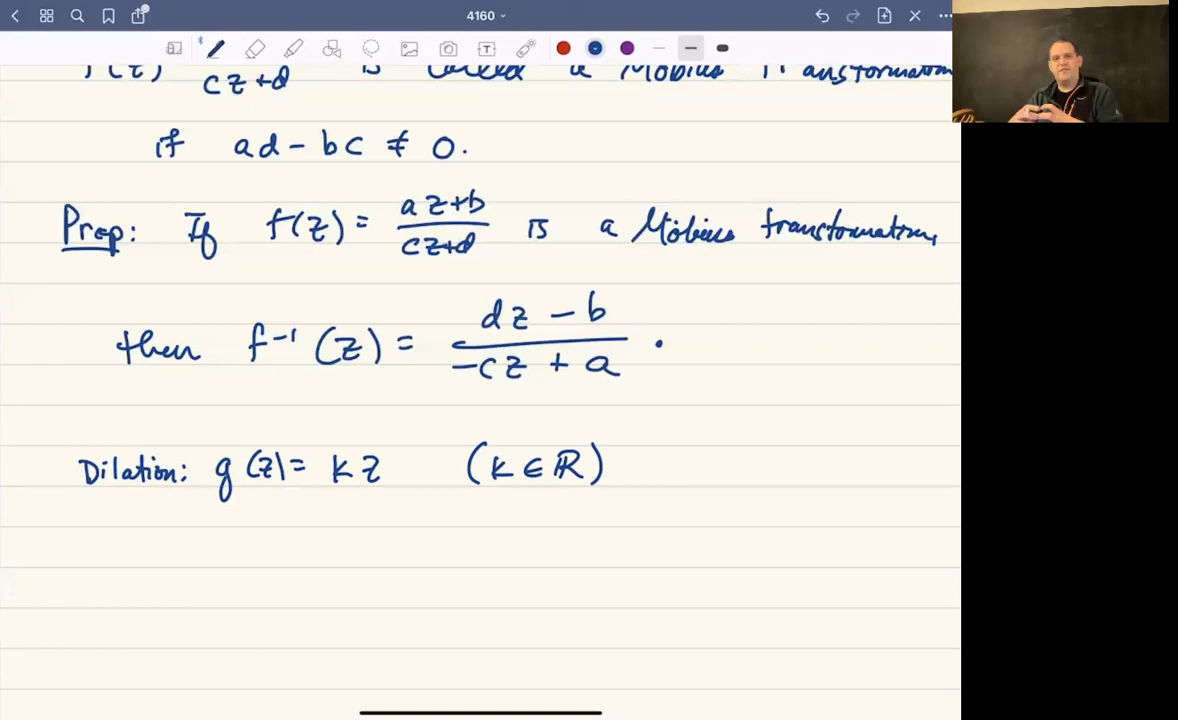 4160
cz+d is called a Möbius Transformation
if ad - bc ≠ 0.
Prop: If f(z) = az+b / cz+d is a Möbius transformation,
then f⁻¹(z) = dz - b / -cz + a .
Dilation: g(z) = kz (k ∈ ℝ)